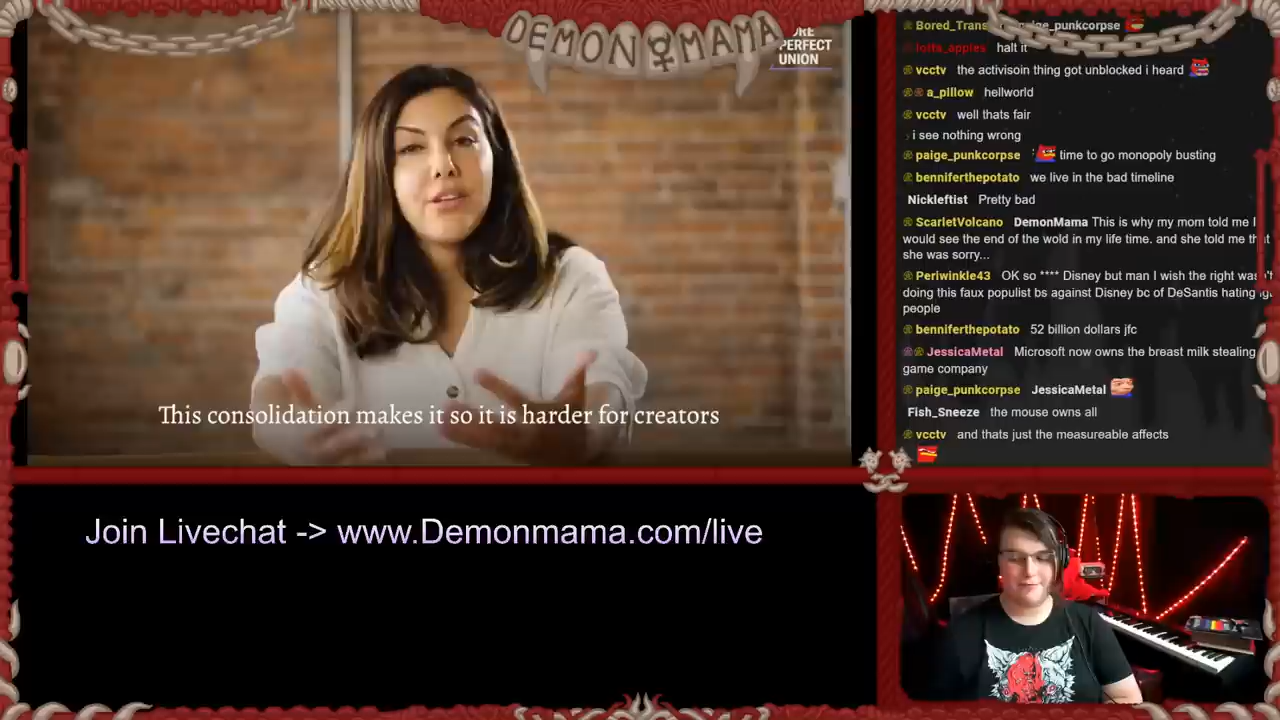 DEMON MAMA
PERFECT
UNION
This consolidation makes it so it is harder for creators
Bored_Trans punkcorpse
lofts_apples halt it
vcctv the activisoin thing got unblocked i heard
a_pillow hellworld
vcctv well thats fair
i see nothing wrong
paige_punkcorpse time to go monopoly busting
benniferthepotato we live in the bad timeline
Nickleftist Pretty bad
ScarletVolcano DemonMama This is why my mom told me I
would see the end of the wold in my life time. and she told me
she was sorry...
Periwinkle43 OK so **** Disney but man I wish the right
doing this faux populist bs against Disney bc of DeSantis hating
people
benniferthepotato 52 billion dollars jfc
JessicaMetal Microsoft now owns the breast milk stealing
game company
paige_punkcorpse JessicaMetal
Fish_Sneeze the mouse owns all
vcctv and thats just the measureable affects
Join Livechat -> www.Demonmama.com/live